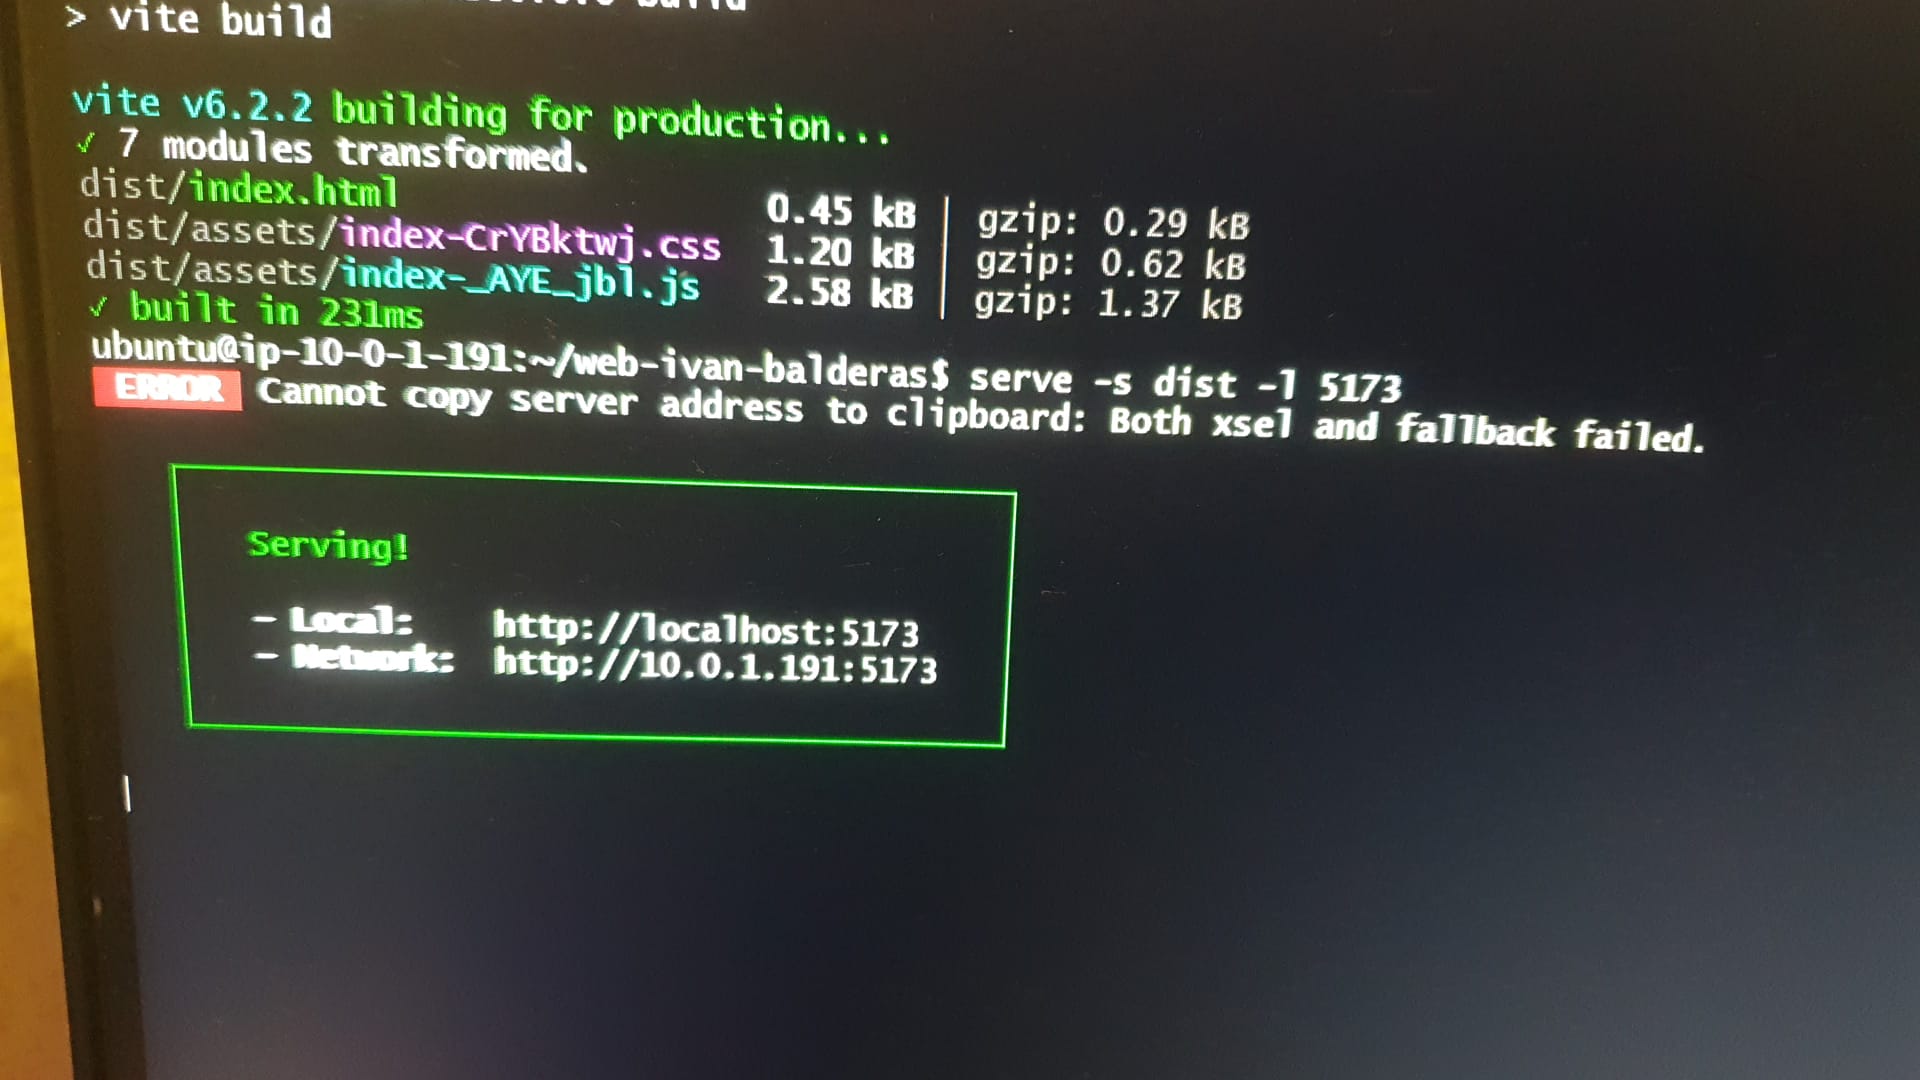 build
> vite build
vite v6.2.2 building for production...
✓ 7 modules transformed.
dist/index.html 0.45 kB | gzip: 0.29 kB
dist/assets/index-CrYBktwj.css 1.20 kB | gzip: 0.62 kB
dist/assets/index-_AYE_jbl.js 2.58 kB | gzip: 1.37 kB
✓ built in 231ms
ubuntu@ip-10-0-1-191:~/web-ivan-balderas$ serve -s dist -l 5173
ERROR Cannot copy server address to clipboard: Both xsel and fallback failed.
Serving!
- Local: http://localhost:5173
- Network: http://10.0.1.191:5173